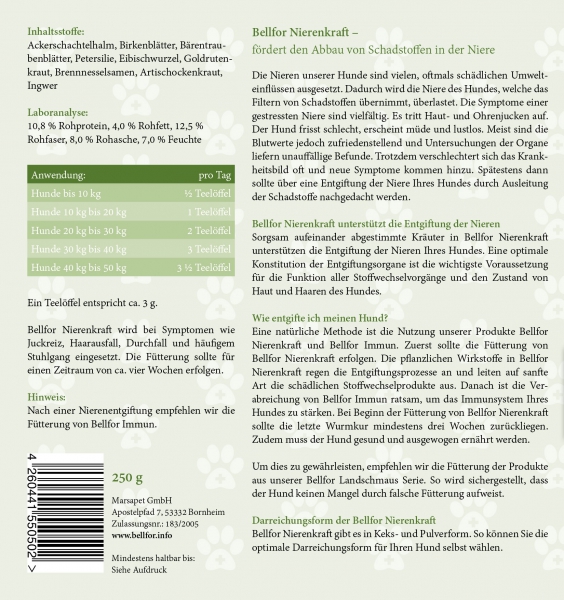 Inhaltsstoffe:
Ackerschachtelhalm, Birkenblätter, Bärentrau-
benblätter, Petersilie, Eibischwurzel, Goldruten-
kraut, Brennnesselsamen, Artischockenkraut,
Ingwer
Laboranalyse:
10,8 % Rohprotein, 4,0 % Rohfett, 12,5 %
Rohfaser, 8,0 % Rohasche, 7,0 % Feuchte
Anwendung: pro Tag
Hunde bis 10 kg ½ Teelöffel
Hunde 10 kg bis 20 kg 1 Teelöffel
Hunde 20 kg bis 30 kg 2 Teelöffel
Hunde 30 kg bis 40 kg 3 Teelöffel
Hunde 40 kg bis 50 kg 3 ½ Teelöffel
Ein Teelöffel entspricht ca. 3 g.
Bellfor Nierenkraft wird bei Symptomen wie
Juckreiz, Haarausfall, Durchfall und häufigem
Stuhlgang eingesetzt. Die Fütterung sollte für
einen Zeitraum von ca. vier Wochen erfolgen.
Hinweis:
Nach einer Nierenentgiftung empfehlen wir die
Fütterung von Bellfor Immun.
4 260441 550502 >
250 g
Marsapet GmbH
Apostelpfad 7, 53332 Bornheim
Zulassungsnr.: 183/2005
www.bellfor.info
Mindestens haltbar bis:
Siehe Aufdruck
Bellfor Nierenkraft –
fördert den Abbau von Schadstoffen in der Niere
Die Nieren unserer Hunde sind vielen, oftmals schädlichen Umwelt-
einflüssen ausgesetzt. Dadurch wird die Niere des Hundes, welche das
Filtern von Schadstoffen übernimmt, überlastet. Die Symptome einer
gestressten Niere sind vielfältig. Es tritt Haut- und Ohrenjucken auf.
Der Hund frisst schlecht, erscheint müde und lustlos. Meist sind die
Blutwerte jedoch zufriedenstellend und Untersuchungen der Organe
liefern unauffällige Befunde. Trotzdem verschlechtert sich das Krank-
heitsbild oft und neue Symptome kommen hinzu. Spätestens dann
sollte über eine Entgiftung der Niere Ihres Hundes durch Ausleitung
der Schadstoffe nachgedacht werden.
Bellfor Nierenkraft unterstützt die Entgiftung der Nieren
Sorgsam aufeinander abgestimmte Kräuter in Bellfor Nierenkraft
unterstützen die Entgiftung der Nieren Ihres Hundes. Eine optimale
Konstitution der Entgiftungsorgane ist die wichtigste Voraussetzung
für die Funktion aller Stoffwechselvorgänge und den Zustand von
Haut und Haaren des Hundes.
Wie entgifte ich meinen Hund?
Eine natürliche Methode ist die Nutzung unserer Produkte Bellfor
Nierenkraft und Bellfor Immun. Zuerst sollte die Fütterung von
Bellfor Nierenkraft erfolgen. Die pflanzlichen Wirkstoffe in Bellfor
Nierenkraft regen die Entgiftungsprozesse an und leiten auf sanfte
Art die schädlichen Stoffwechselprodukte aus. Danach ist die Ver-
abreichung von Bellfor Immun ratsam, um das Immunsystem Ihres
Hundes zu stärken. Bei Beginn der Fütterung von Bellfor Nierenkraft
sollte die letzte Wurmkur mindestens drei Wochen zurückliegen.
Zudem muss der Hund gesund und ausgewogen ernährt werden.
Um dies zu gewährleisten, empfehlen wir die Fütterung der Produkte
aus unserer Bellfor Landschmaus Serie. So wird sichergestellt, dass
der Hund keinen Mangel durch falsche Fütterung aufweist.
Darreichungsform der Bellfor Nierenkraft
Bellfor Nierenkraft gibt es in Keks- und Pulverform. So können Sie die
optimale Darreichungsform für Ihren Hund selbst wählen.